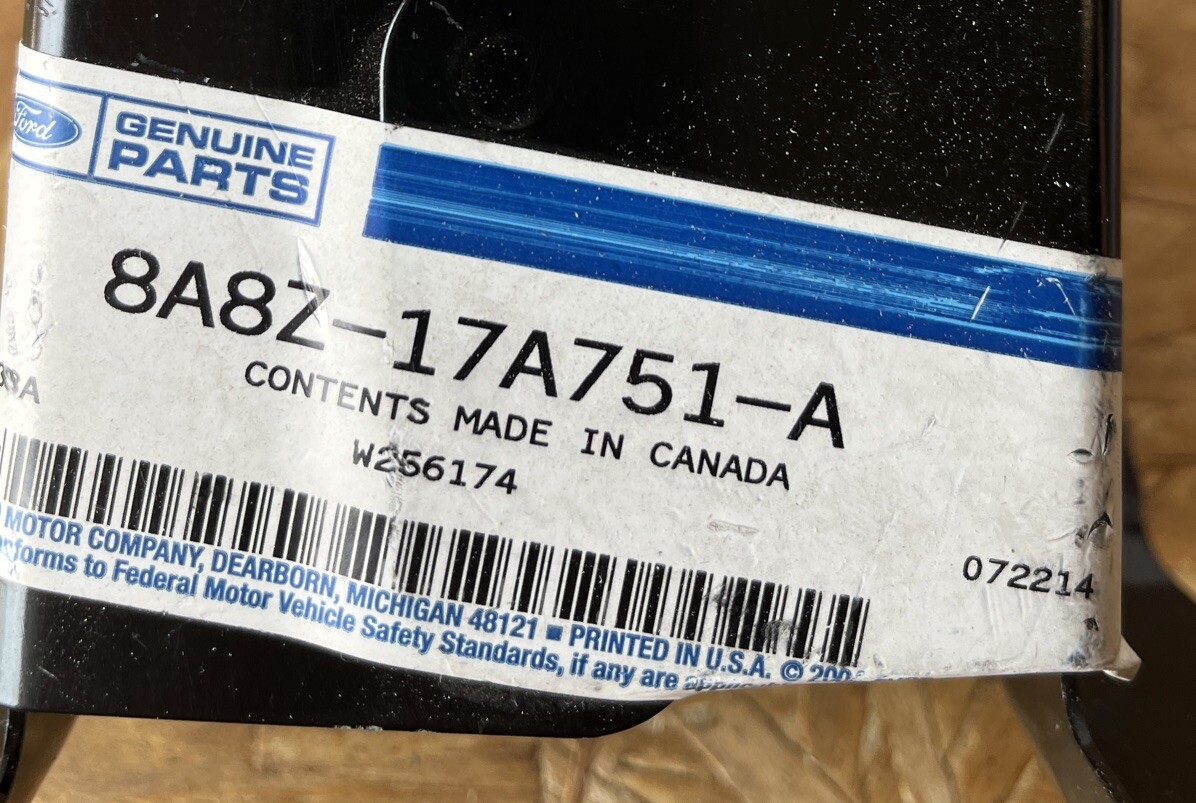 Ford
GENUINE
PARTS
8A8Z-17A751-A
CONTENTS MADE IN CANADA
W256174
072214
MOTOR COMPANY, DEARBORN, MICHIGAN 48121 ■ PRINTED IN U.S.A. ©
to Federal Motor Vehicle Safety Standards, if any are